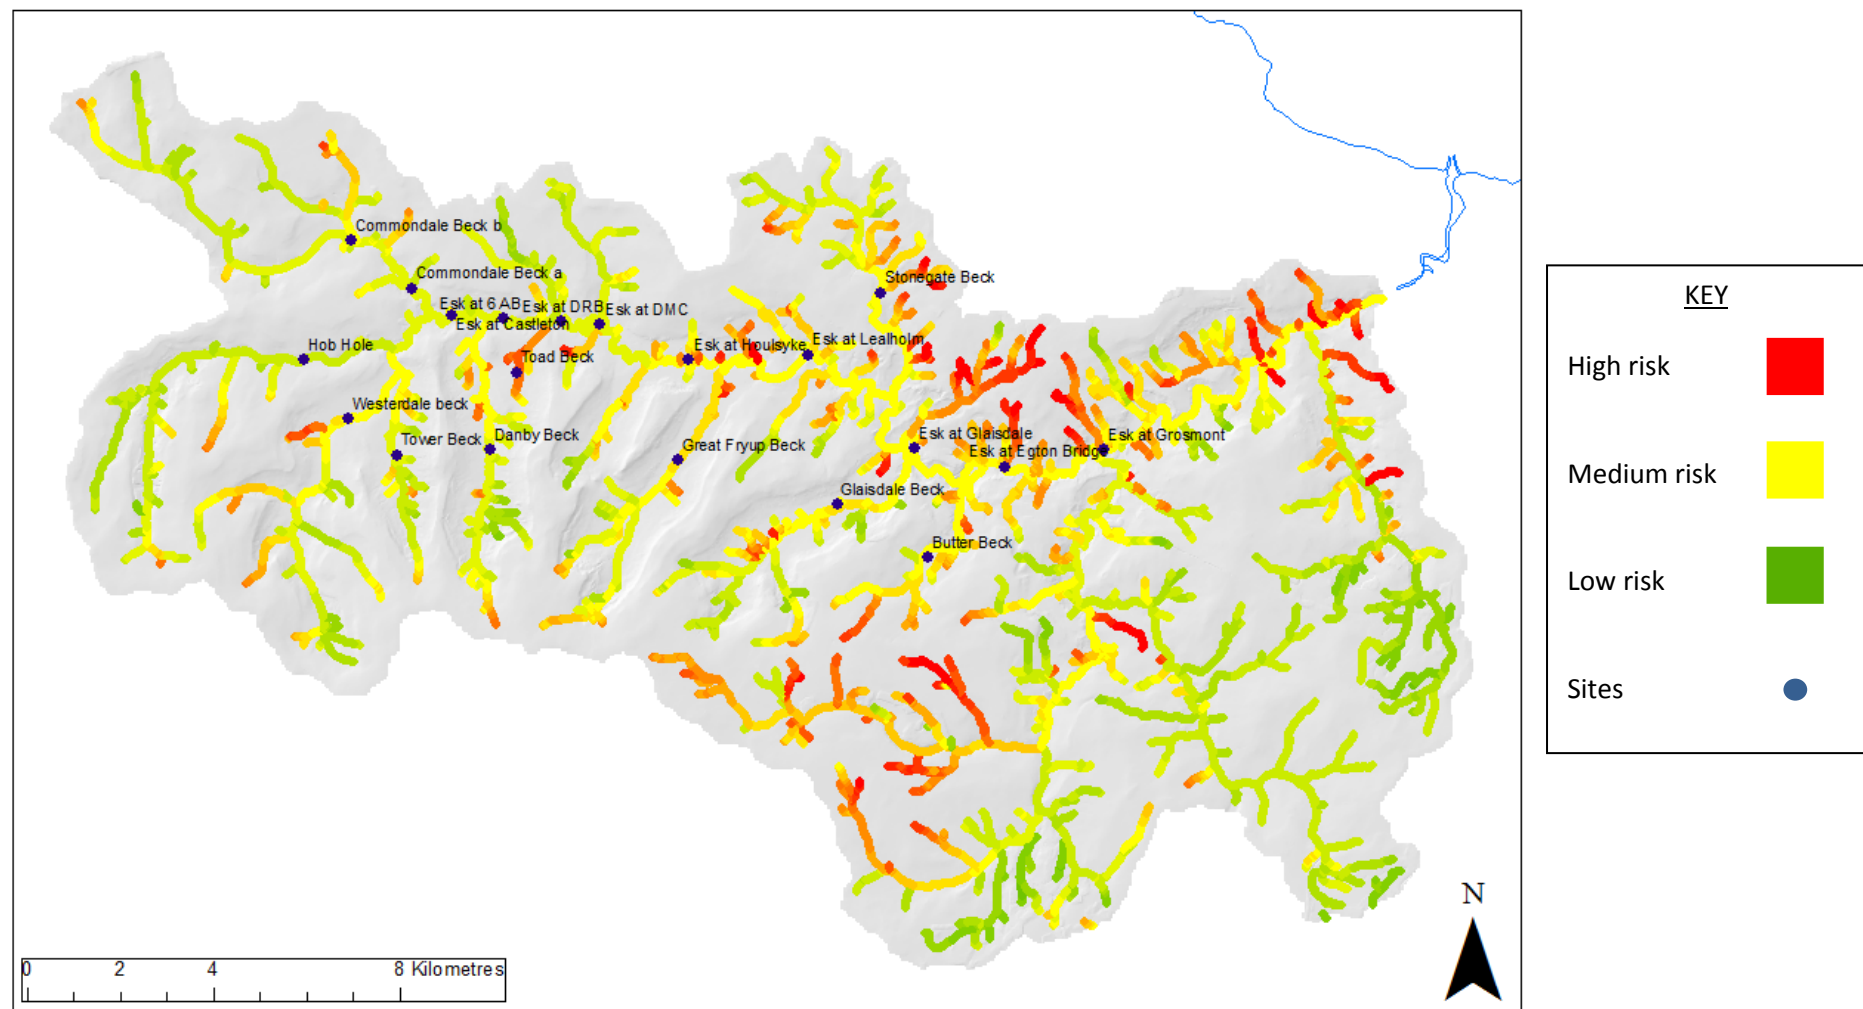 Commondale Beck b
Commondale Beck a
Stonegate Beck
Esk at 6 AB
Esk at DRB
Esk at DMC
Esk at Castleton
Hob Hole
Toad Beck
Esk at Houlsyke
Esk at Lealholm
Westerdale beck
Tower Beck
Danby Beck
Great Fryup Beck
Esk at Glaisdale
Esk at Grosmont
Esk at Egton Bridge
Glaisdale Beck
Butter Beck
KEY
High risk
Medium risk
Low risk
Sites
N
0 2 4 8 Kilometres